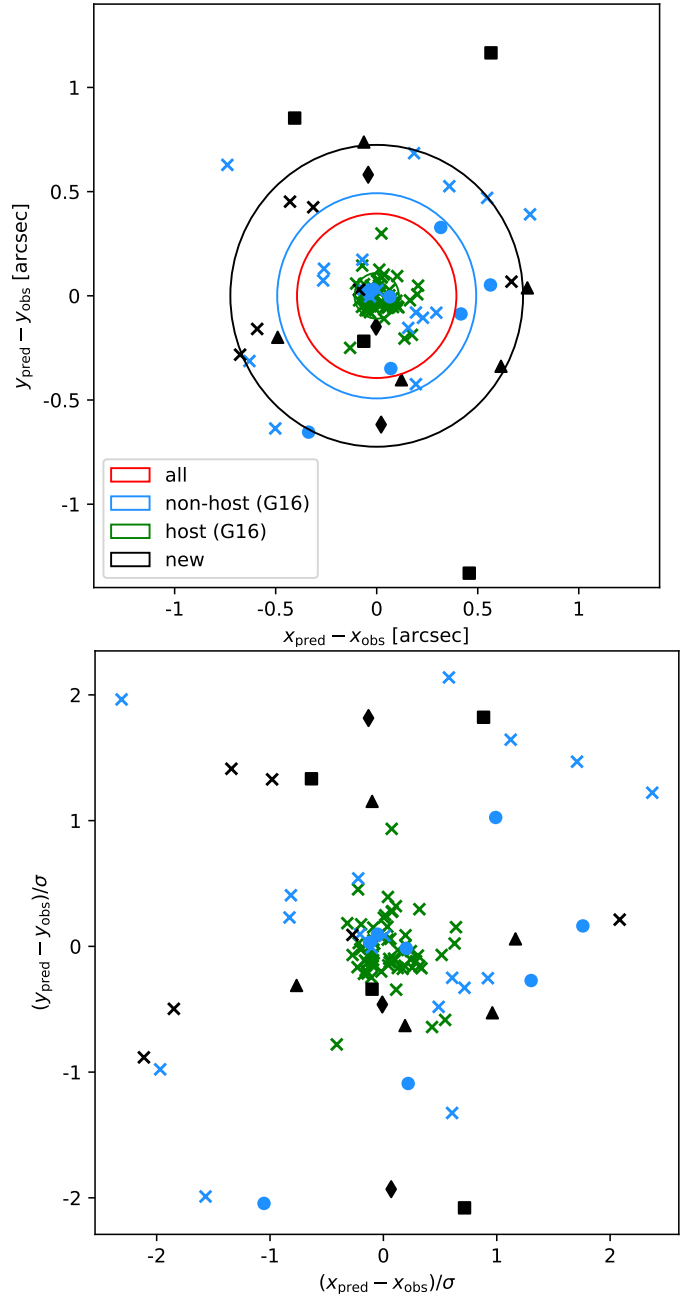 1
0.5
0
-0.5
-1
y_pred − y_obs [arcsec]
all
non-host (G16)
host (G16)
new
-1 -0.5 0 0.5 1
x_pred − x_obs [arcsec]
2
1
0
-1
-2
(y_pred − y_obs)/σ
-2 -1 0 1 2
(x_pred − x_obs)/σ